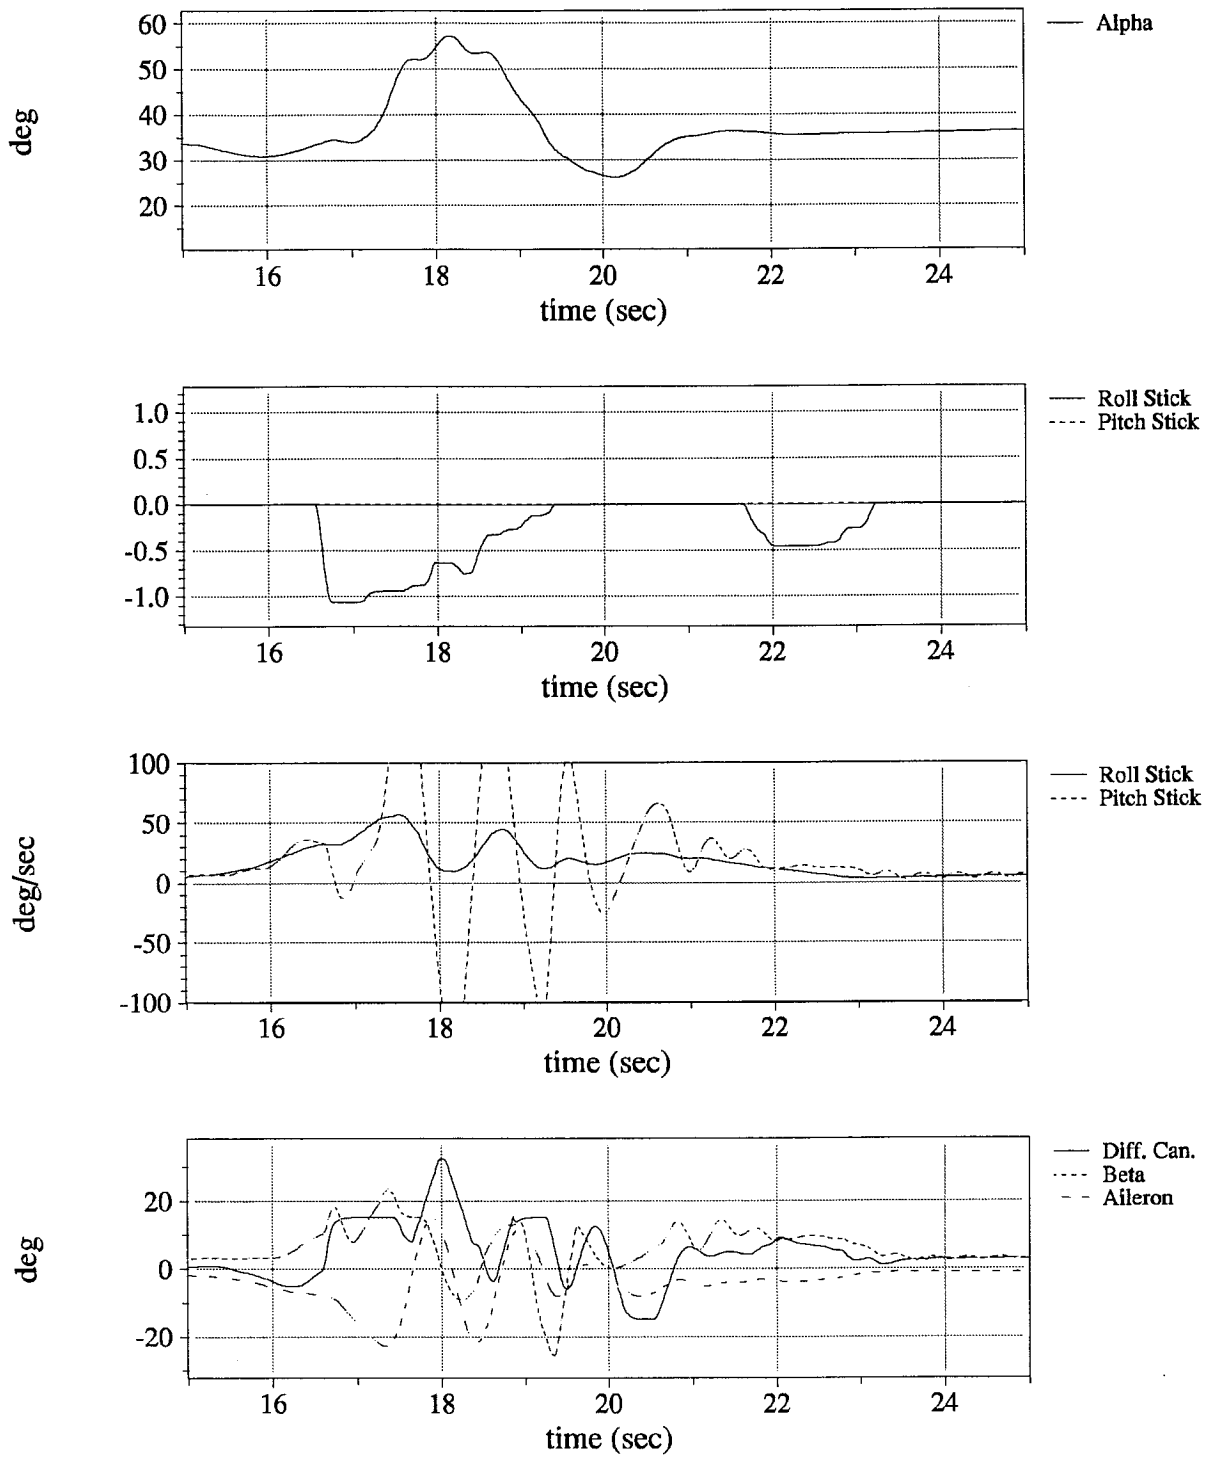 60
50
40
30
20
deg
16 18 20 22 24
time (sec)
Alpha
1.0
0.5
0.0
-0.5
-1.0
16 18 20 22 24
time (sec)
Roll Stick
Pitch Stick
100
50
0
-50
-100
deg/sec
16 18 20 22 24
time (sec)
Roll Stick
Pitch Stick
20
0
-20
deg
16 18 20 22 24
time (sec)
Diff. Can.
Beta
Aileron